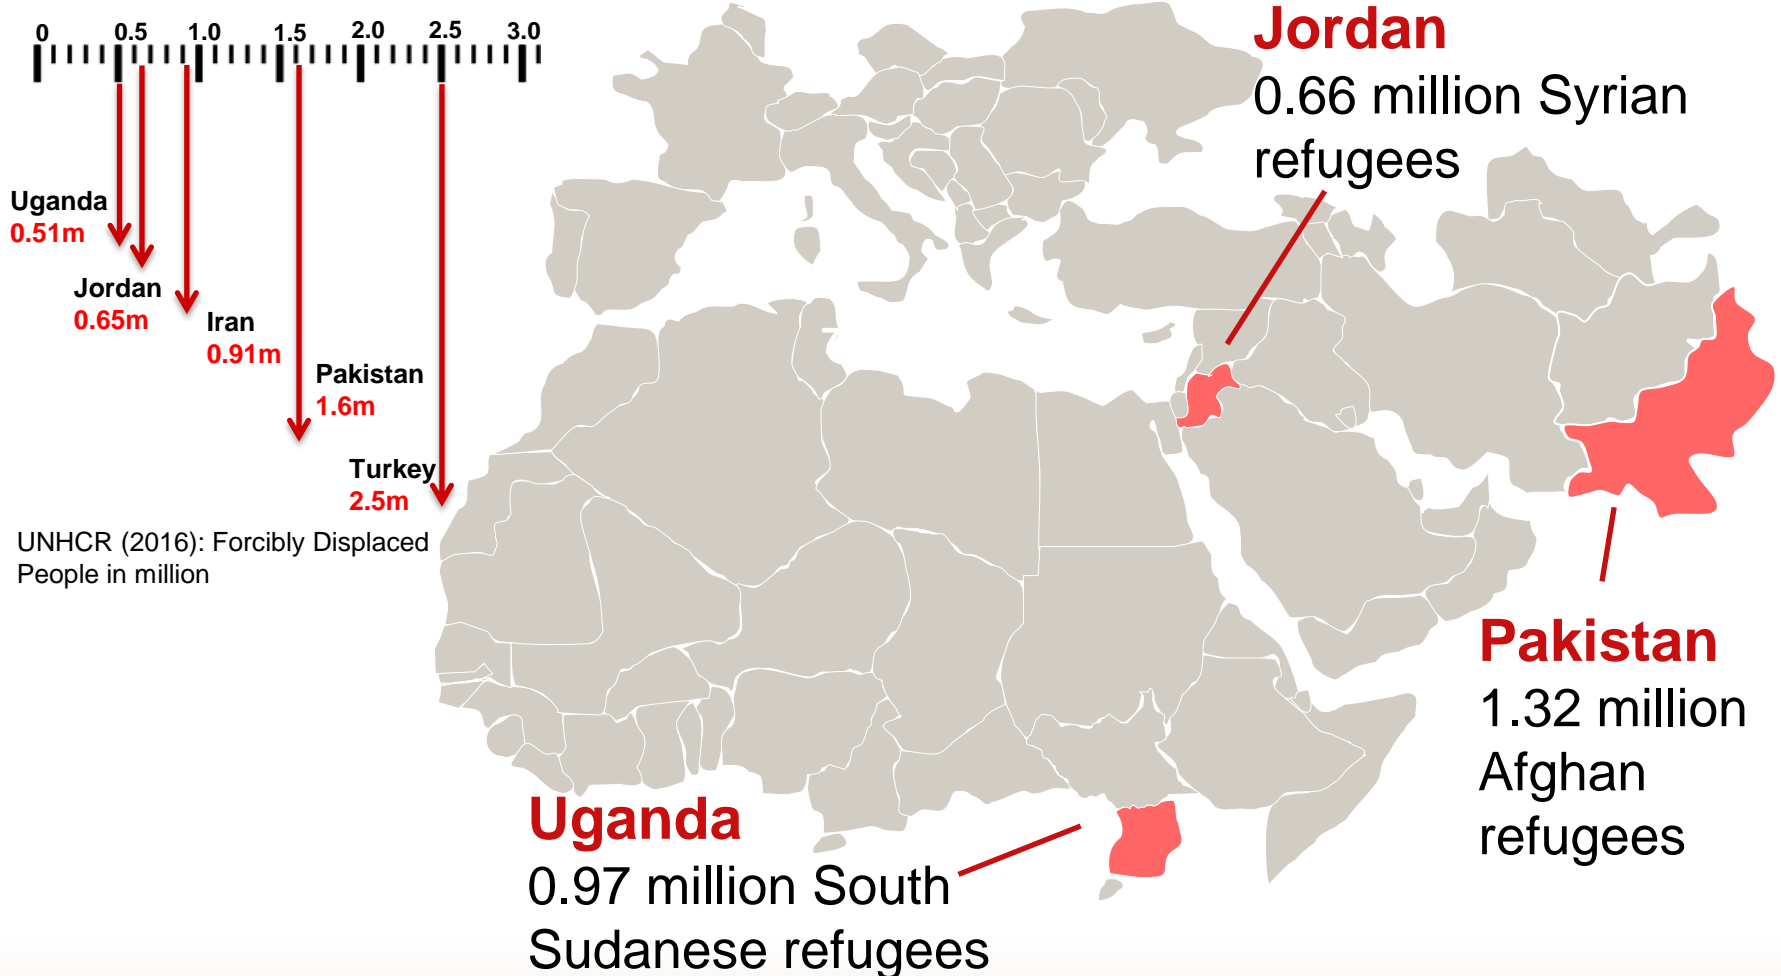 0 0.5 1.0 1.5 2.0 2.5 3.0
Uganda
0.51m
Jordan
0.65m
Iran
0.91m
Pakistan
1.6m
Turkey
2.5m
UNHCR (2016): Forcibly Displaced
People in million
Jordan
0.66 million Syrian
refugees
Pakistan
1.32 million
Afghan
refugees
Uganda
0.97 million South
Sudanese refugees